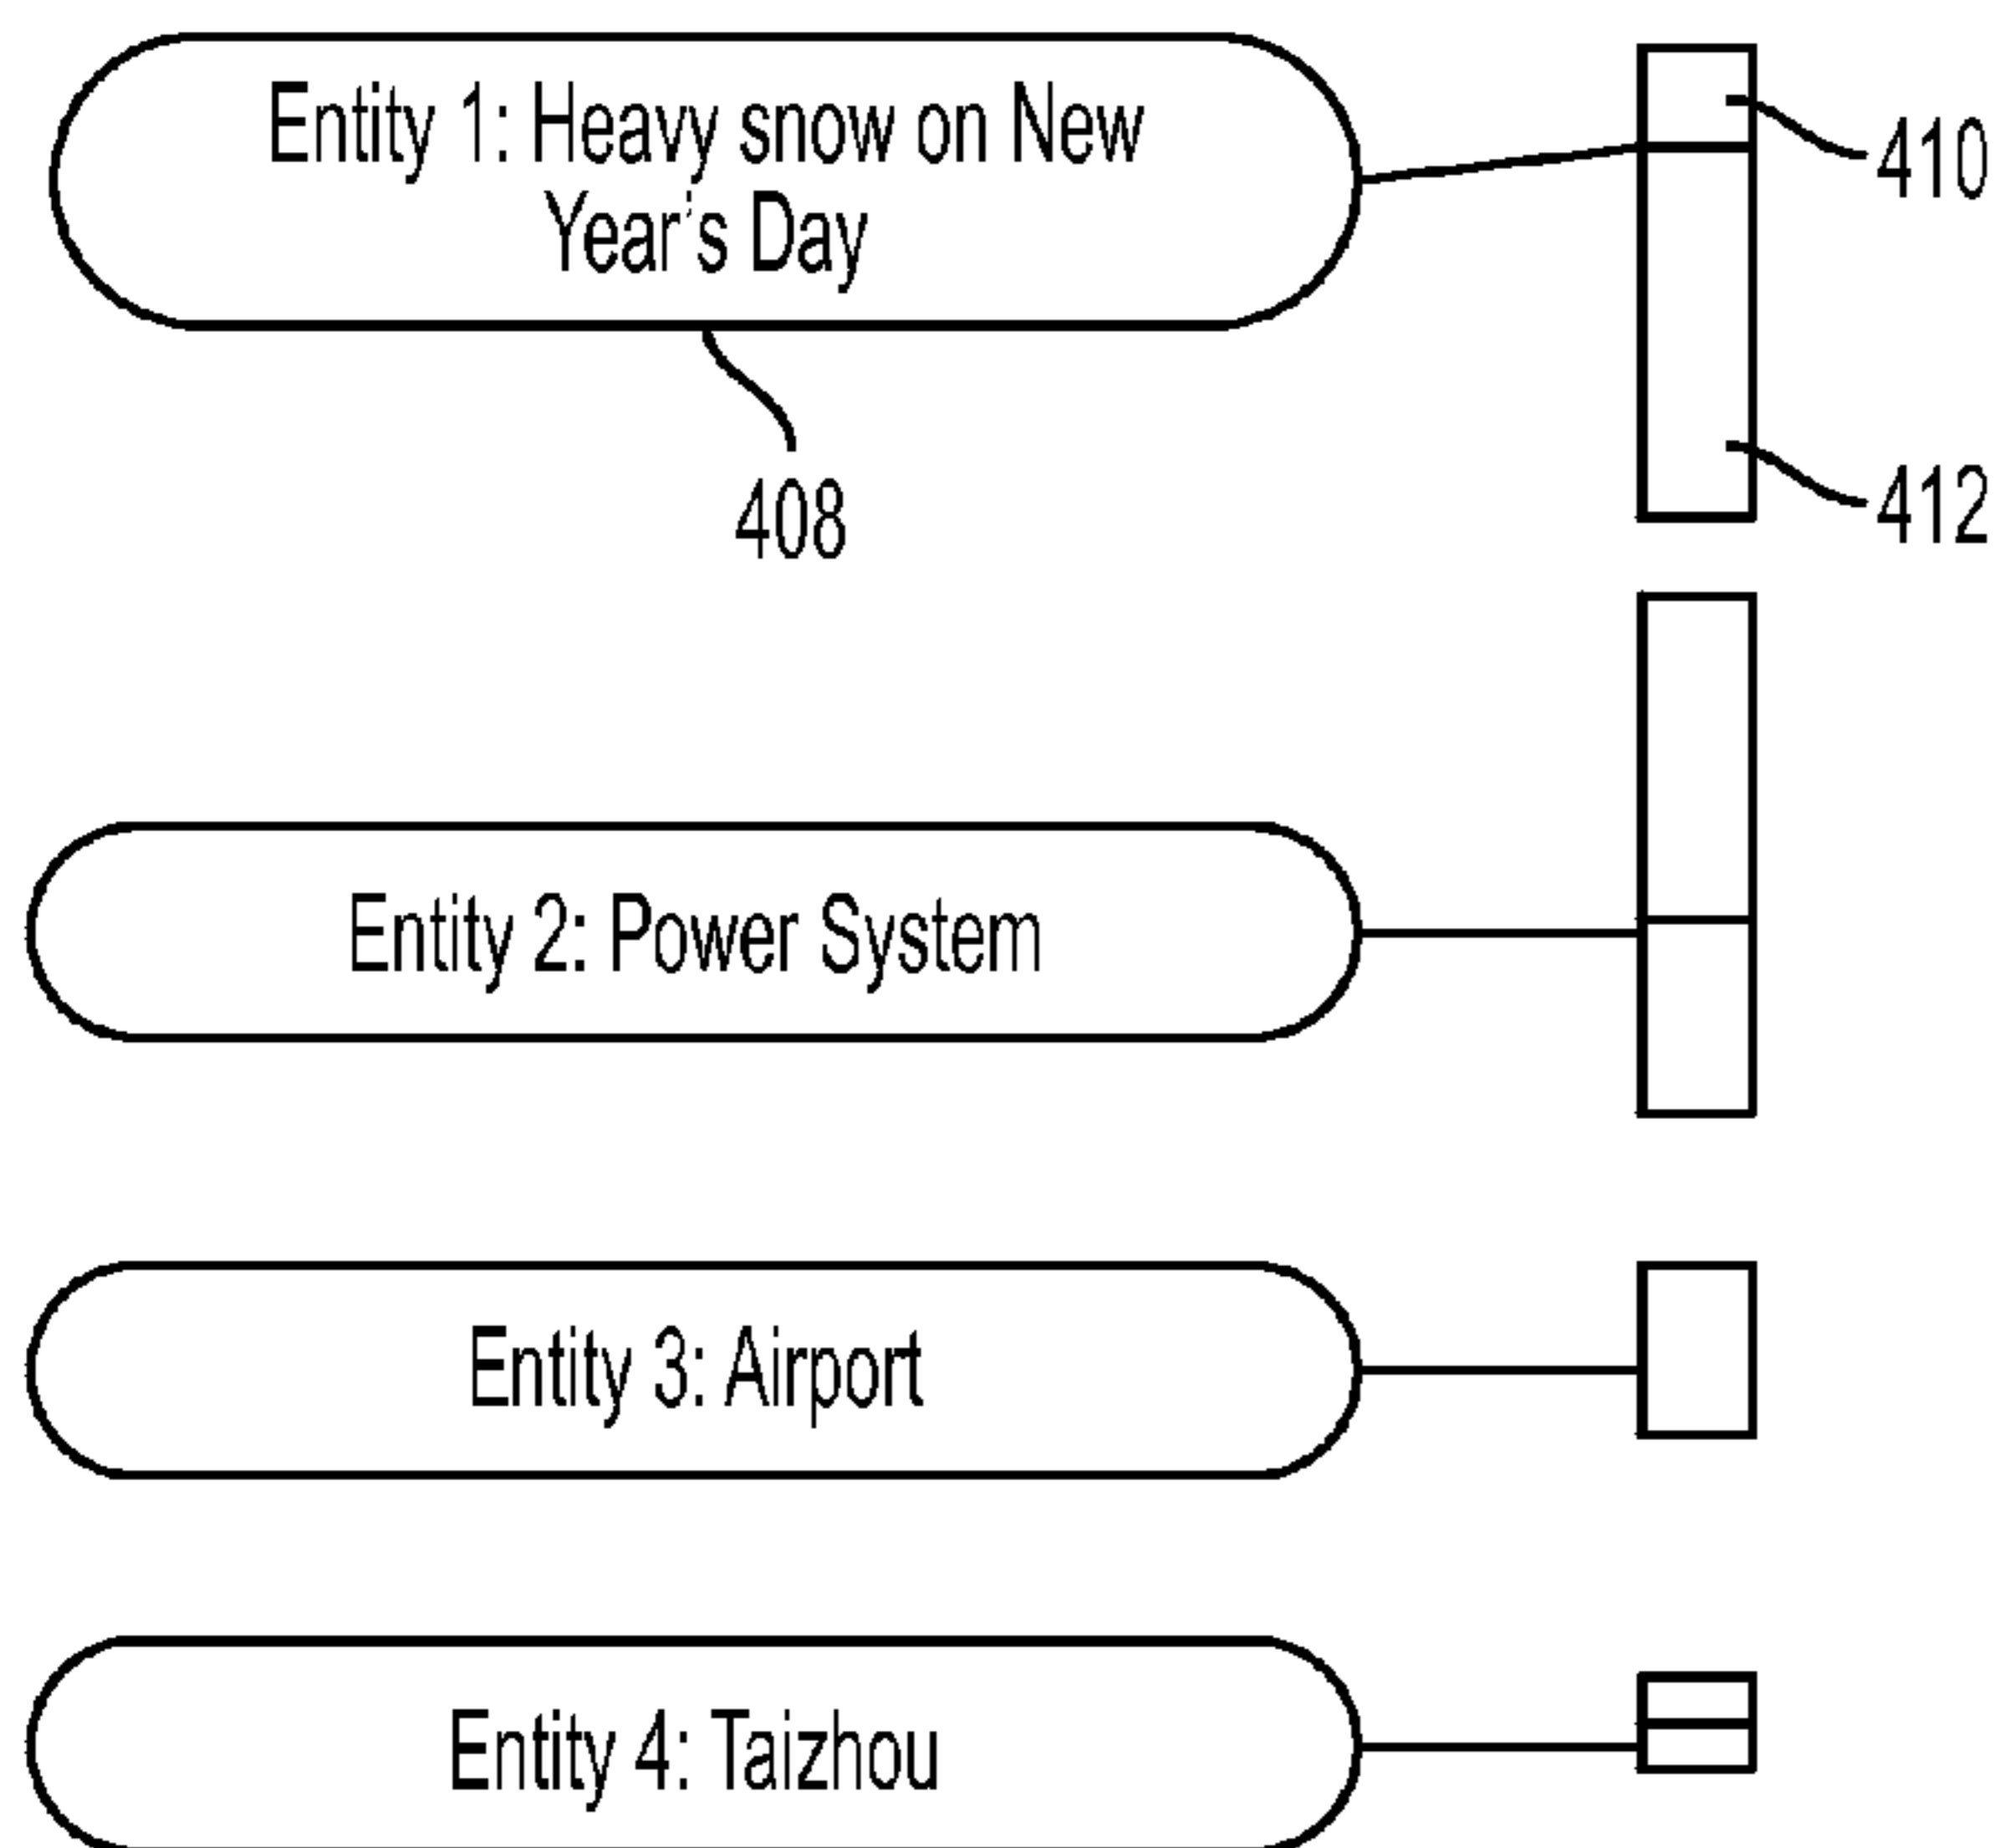 Entity 1: Heavy snow on New
Year's Day
410
408
412
Entity 2: Power System
Entity 3: Airport
Entity 4: Taizhou